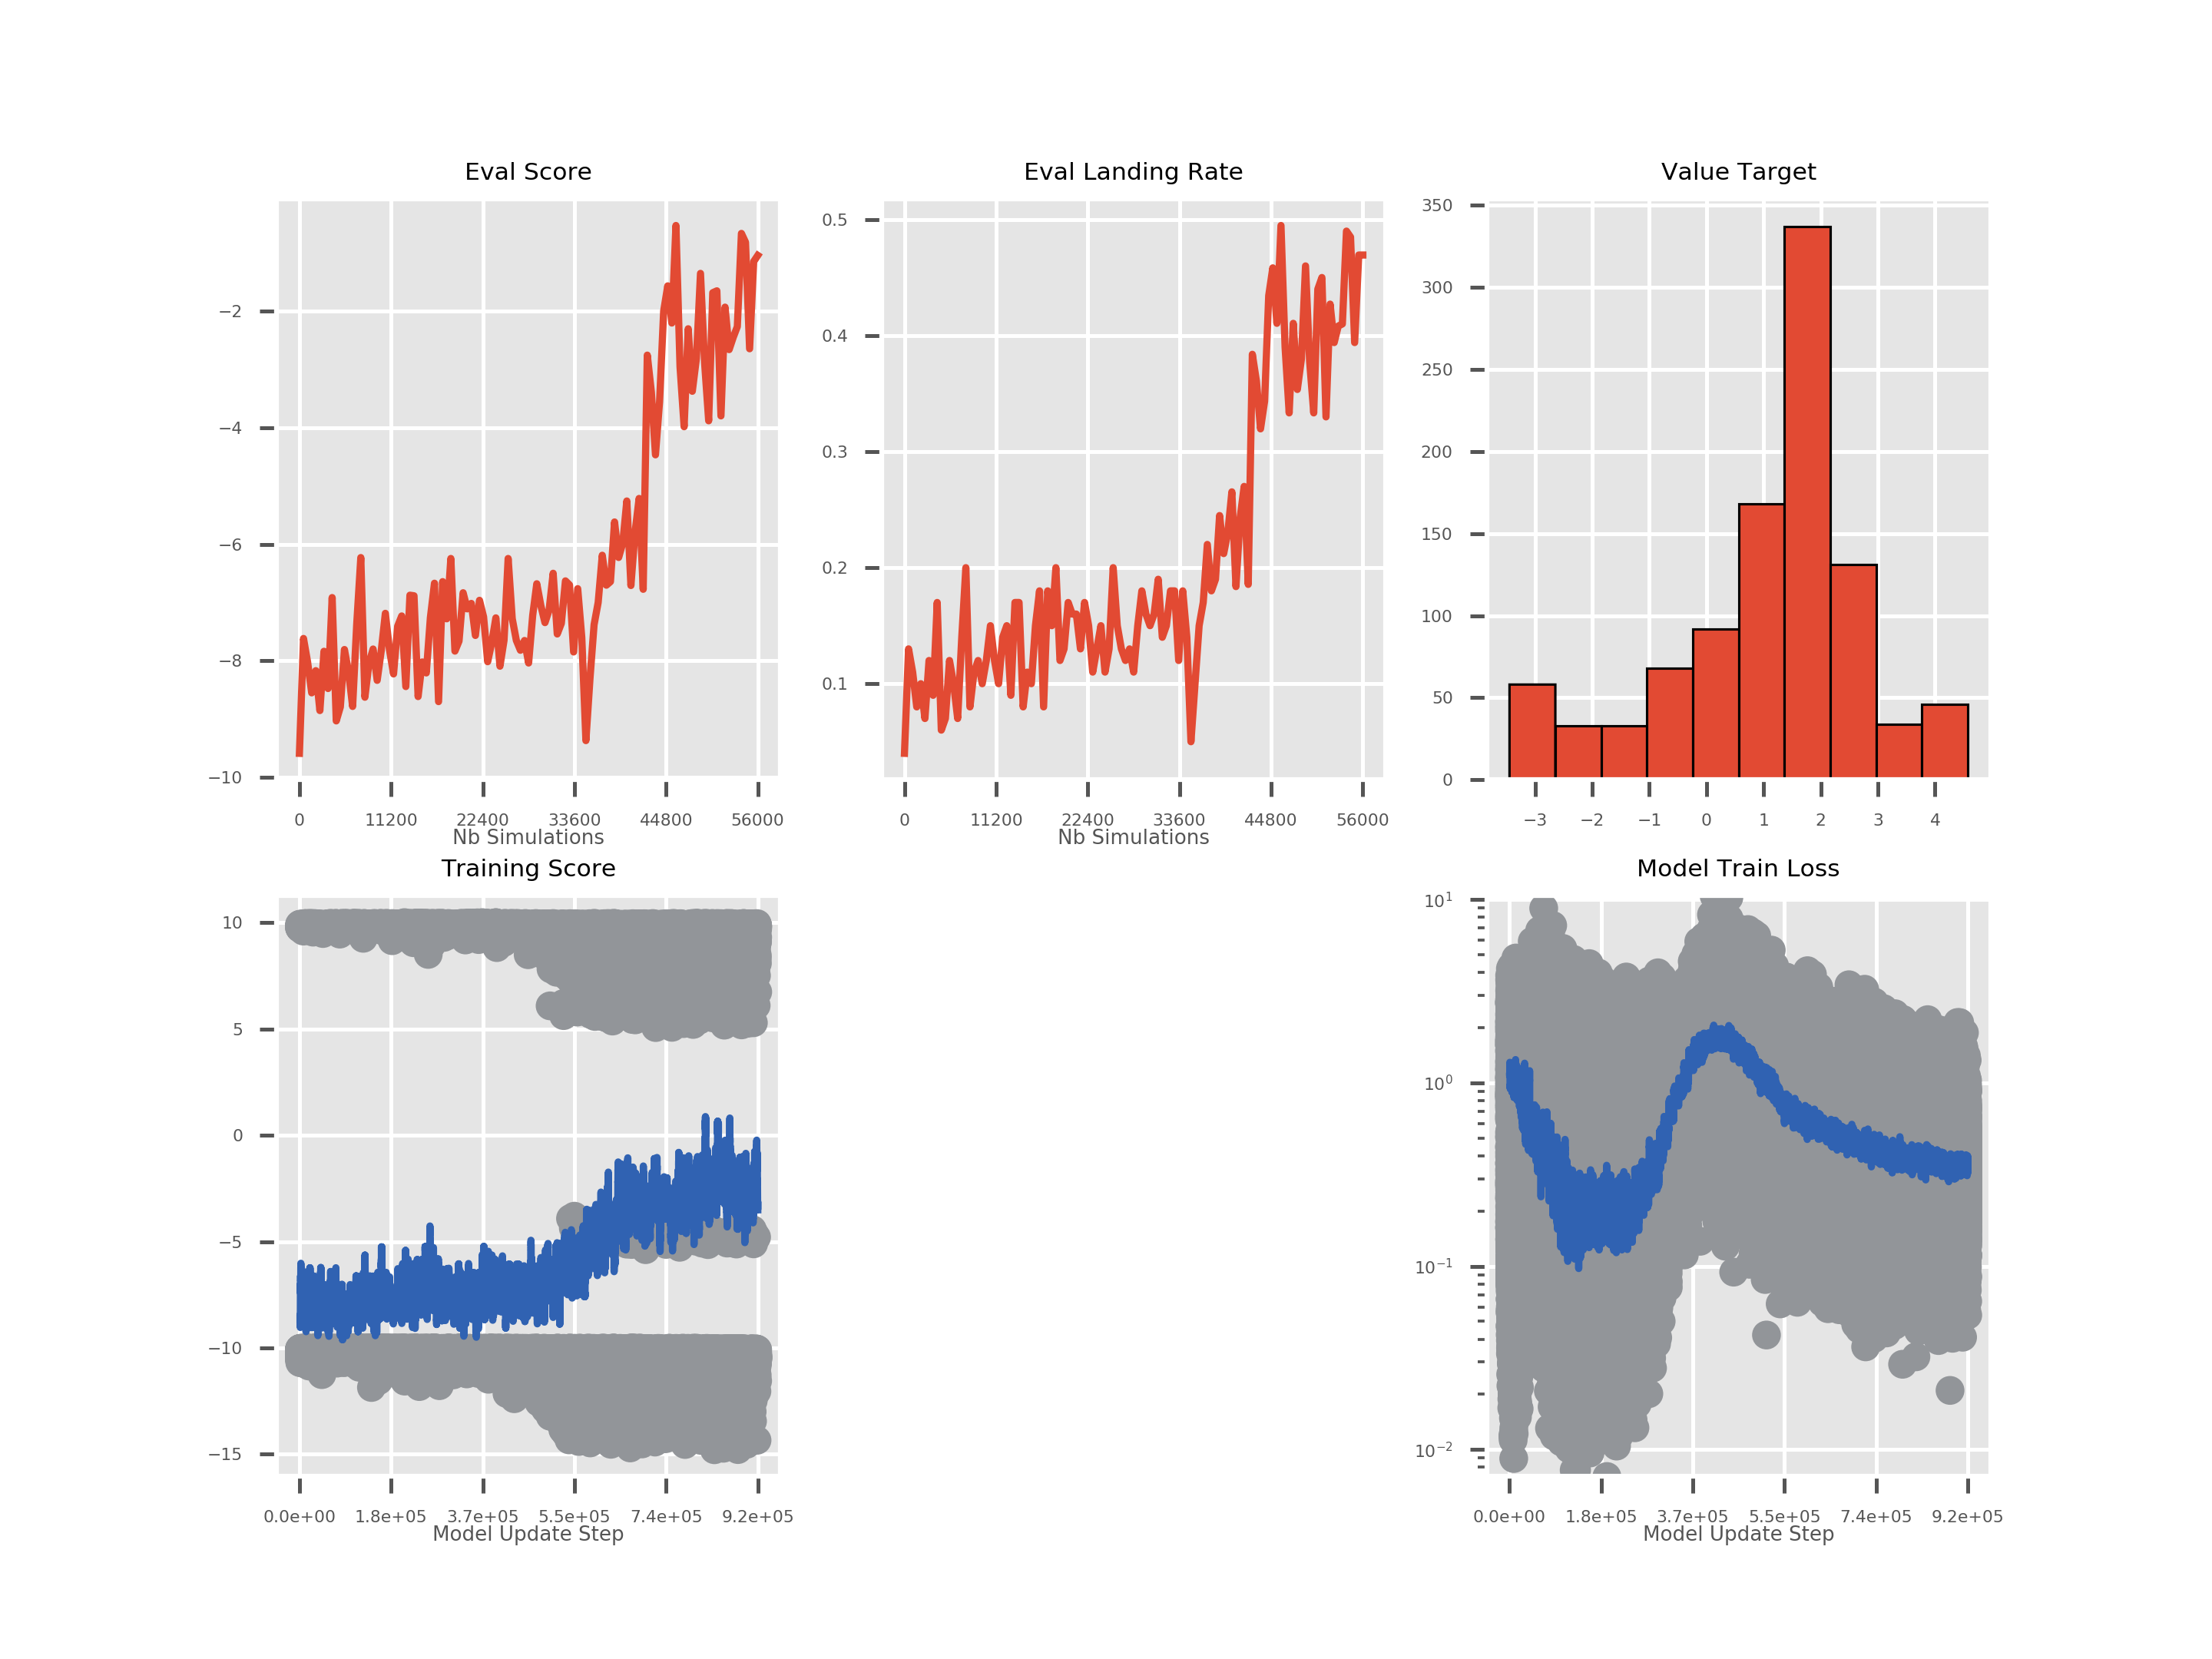 Eval Score
−2
−4
−6
−8
−10
0 11200 22400 33600 44800 56000
Nb Simulations
Eval Landing Rate
0.5
0.4
0.3
0.2
0.1
0 11200 22400 33600 44800 56000
Nb Simulations
Value Target
350
300
250
200
150
100
50
0
−3 −2 −1 0 1 2 3 4
Training Score
10
5
0
−5
−10
−15
0.0e+00 1.8e+05 3.7e+05 5.5e+05 7.4e+05 9.2e+05
Model Update Step
Model Train Loss
10¹
10⁰
10⁻¹
10⁻²
0.0e+00 1.8e+05 3.7e+05 5.5e+05 7.4e+05 9.2e+05
Model Update Step